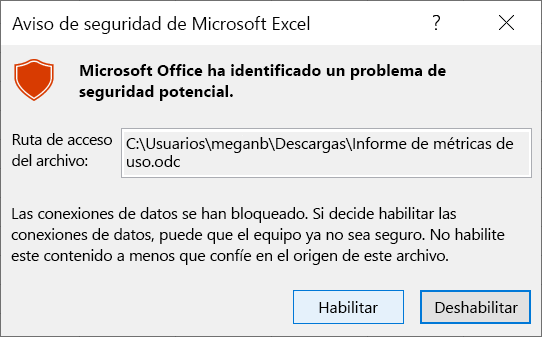 Aviso de seguridad de Microsoft Excel
?
Microsoft Office ha identificado un problema de
seguridad potencial.
Ruta de acceso
del archivo:
C:\Usuarios\meganb\Descargas\Informe de métricas de
uso.odc
Las conexiones de datos se han bloqueado. Si decide habilitar las
conexiones de datos, puede que el equipo ya no sea seguro. No habilite
este contenido a menos que confíe en el origen de este archivo.
Habilitar
Deshabilitar